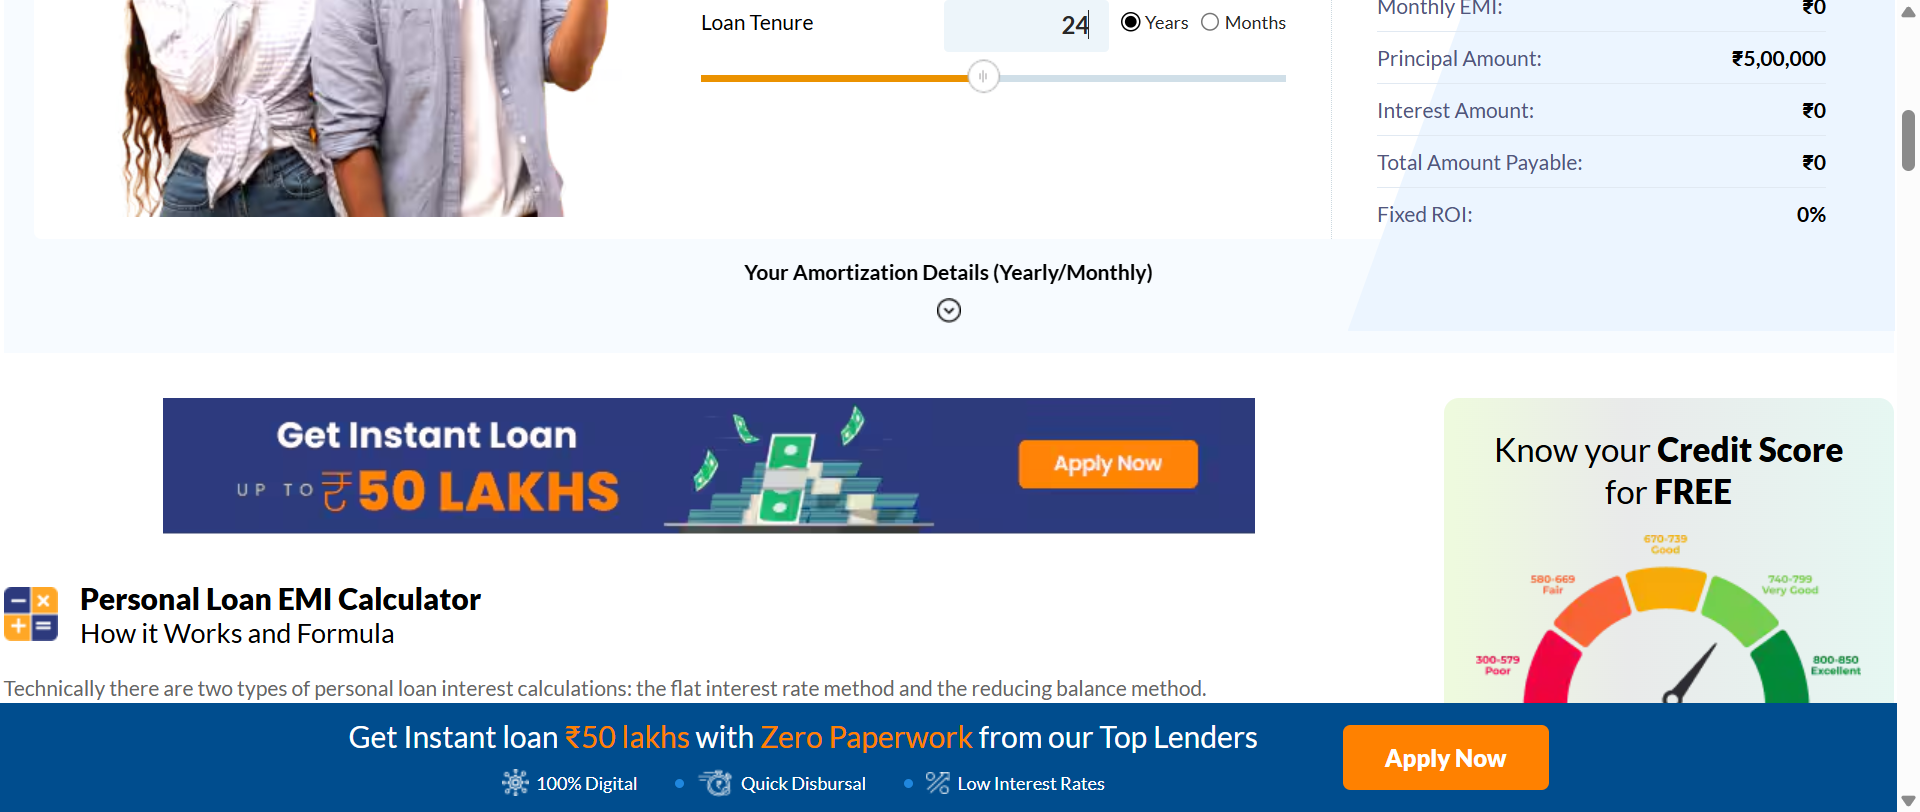 Loan Tenure
24
Years
Months
Monthly EMI:
₹0
Principal Amount:
₹5,00,000
Interest Amount:
₹0
Total Amount Payable:
₹0
Fixed ROI:
0%
Your Amortization Details (Yearly/Monthly)
Get Instant Loan
UP TO ₹50 LAKHS
Apply Now
Know your Credit Score
for FREE
670-739
Good
580-669
Fair
740-799
Very Good
300-579
Poor
800-850
Excellent
Personal Loan EMI Calculator
How it Works and Formula
Technically there are two types of personal loan interest calculations: the flat interest rate method and the reducing balance method.
Get Instant loan ₹50 lakhs with Zero Paperwork from our Top Lenders
100% Digital
Quick Disbursal
Low Interest Rates
Apply Now